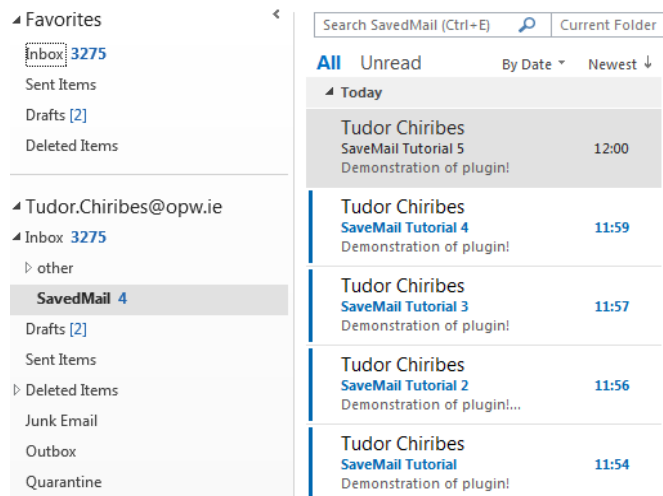 Favorites
Inbox 3275
Sent Items
Drafts [2]
Deleted Items
Tudor.Chiribes@opw.ie
Inbox 3275
other
SavedMail 4
Drafts [2]
Sent Items
Deleted Items
Junk Email
Outbox
Quarantine
Search SavedMail (Ctrl+E) Current Folder
All Unread By Date Newest ↓
Today
Tudor Chiribes
SaveMail Tutorial 5 12:00
Demonstration of plugin!
Tudor Chiribes
SaveMail Tutorial 4 11:59
Demonstration of plugin!
Tudor Chiribes
SaveMail Tutorial 3 11:57
Demonstration of plugin!
Tudor Chiribes
SaveMail Tutorial 2 11:56
Demonstration of plugin!...
Tudor Chiribes
SaveMail Tutorial 11:54
Demonstration of plugin!